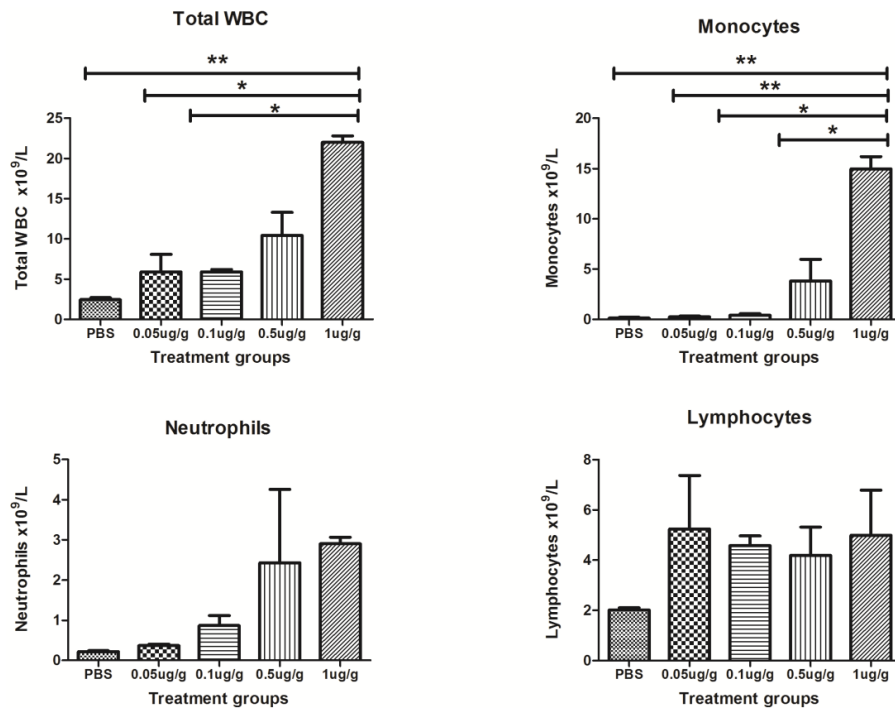 Total WBC
**
*
*
Total WBC x10⁹/L
25
20
15
10
5
0
PBS 0.05ug/g 0.1ug/g 0.5ug/g 1ug/g
Treatment groups
Monocytes
**
**
*
*
Monocytes x10⁹/L
20
15
10
5
0
PBS 0.05ug/g 0.1ug/g 0.5ug/g 1ug/g
Treatment groups
Neutrophils
Neutrophils x10⁹/L
5
4
3
2
1
0
PBS 0.05ug/g 0.1ug/g 0.5ug/g 1ug/g
Treatment groups
Lymphocytes
Lymphocytes x10⁹/L
8
6
4
2
0
PBS 0.05ug/g 0.1ug/g 0.5ug/g 1ug/g
Treatment groups